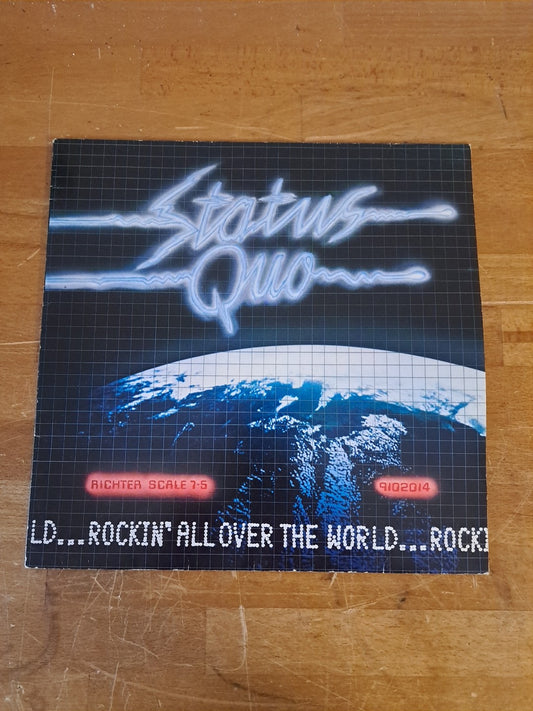 Status
Quo
RICHTER SCALE 7·5
9102014
LD...ROCKIN' ALL OVER THE WORLD...ROCKI